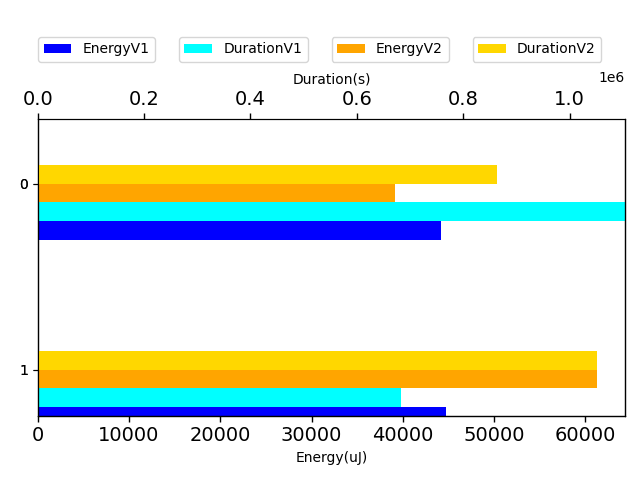 EnergyV1 DurationV1 EnergyV2 DurationV2
Duration(s)
1e6
0.0 0.2 0.4 0.6 0.8 1.0
0
1
0 10000 20000 30000 40000 50000 60000
Energy(uJ)